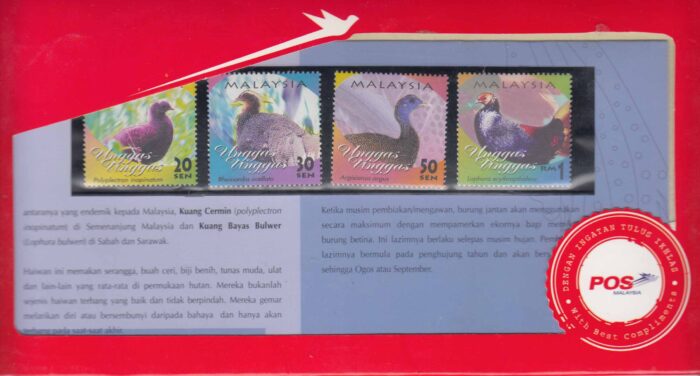 MALAYSIA
MALAYSIA
MALAYSIA
Unggas Unggas
20 SEN
Polyplectron inopinatum
Unggas Unggas
30 SEN
Rheinardia ocellata
Unggas Unggas
50 SEN
Argusianus argus
Unggas Unggas
RM1
Lophura erythrophthalma
antaranya yang endemik kepada Malaysia, Kuang Cermin (polyplectron
inopinatum) di Semenanjung Malaysia dan Kuang Bayas Bulwer
(Lophura bulweri) di Sabah dan Sarawak.
Haiwan ini memakan serangga, buah ceri, biji benih, tunas muda, ulat
dan lain-lain yang rata-rata di permukaan hutan. Mereka bukanlah
sejenis haiwan terbang yang baik dan tidak berpindah. Mereka gemar
melarikan diri atau bersembunyi daripada bahaya dan hanya akan
terbang pada saat-saat akhir.
Ketika musim pembiakan/mengawan, burung jantan akan menggunakan
secara maksimum dengan mempamerkan ekornya bagi
burung betina. Ini lazimnya berlaku selepas musim hujan.
lazimnya bermula pada penghujung tahun dan akan
sehingga Ogos atau September.
DENGAN INGATAN TULUS IKHLAS
POS
MALAYSIA
With Best Compliments